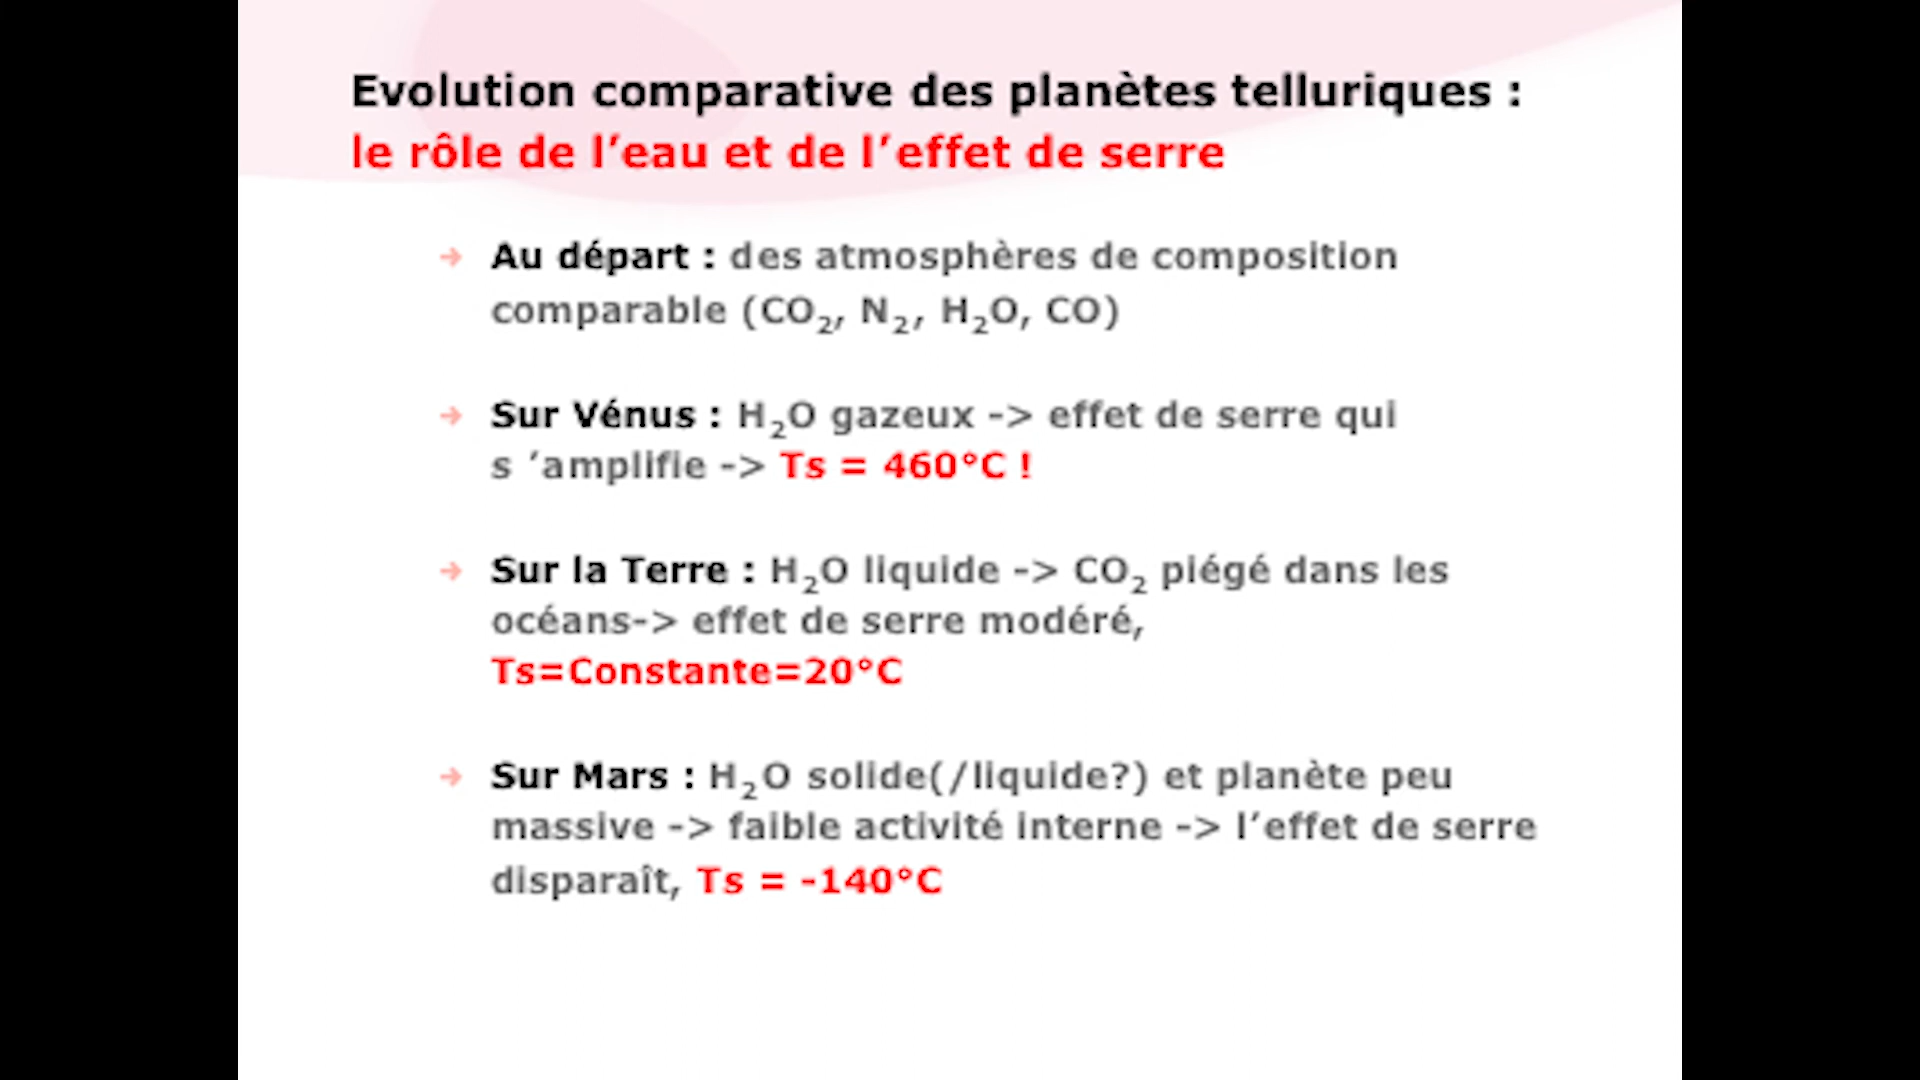 Evolution comparative des planètes telluriques :
le rôle de l’eau et de l’effet de serre
→ Au départ : des atmosphères de composition
comparable (CO₂, N₂, H₂O, CO)
→ Sur Vénus : H₂O gazeux -> effet de serre qui
s ’amplifie -> Ts = 460°C !
→ Sur la Terre : H₂O liquide -> CO₂ piégé dans les
océans-> effet de serre modéré,
Ts=Constante=20°C
→ Sur Mars : H₂O solide(/liquide?) et planète peu
massive -> faible activité interne -> l’effet de serre
disparaît, Ts = -140°C